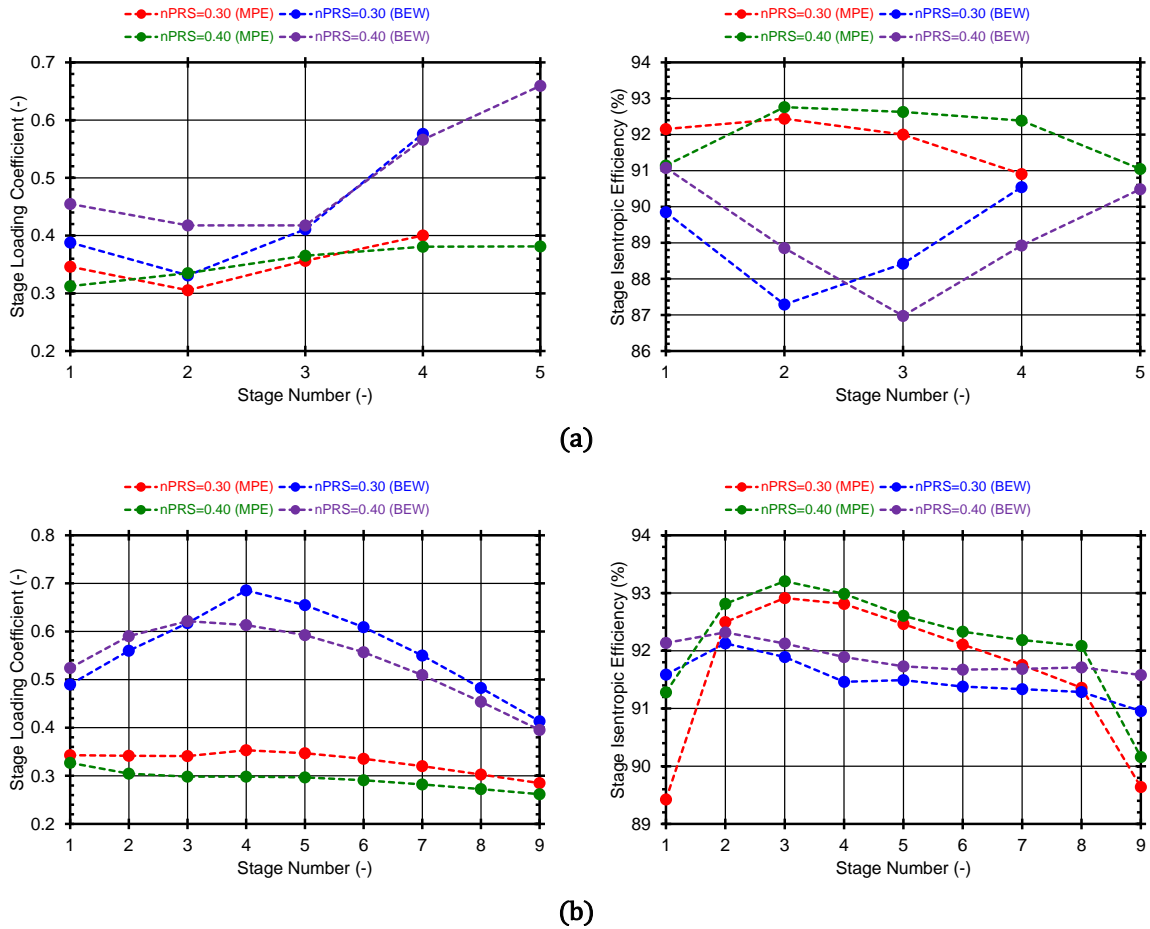 nPRS=0.30 (MPE) nPRS=0.30 (BEW)
nPRS=0.40 (MPE) nPRS=0.40 (BEW)
0.7
0.6
0.5
0.4
0.3
0.2
Stage Loading Coefficient (-)
1 2 3 4 5
Stage Number (-)
nPRS=0.30 (MPE) nPRS=0.30 (BEW)
nPRS=0.40 (MPE) nPRS=0.40 (BEW)
94
93
92
91
90
89
88
87
86
Stage Isentropic Efficiency (%)
1 2 3 4 5
Stage Number (-)
(a)
nPRS=0.30 (MPE) nPRS=0.30 (BEW)
nPRS=0.40 (MPE) nPRS=0.40 (BEW)
0.8
0.7
0.6
0.5
0.4
0.3
0.2
Stage Loading Coefficient (-)
1 2 3 4 5 6 7 8 9
Stage Number (-)
nPRS=0.30 (MPE) nPRS=0.30 (BEW)
nPRS=0.40 (MPE) nPRS=0.40 (BEW)
94
93
92
91
90
89
Stage Isentropic Efficiency (%)
1 2 3 4 5 6 7 8 9
Stage Number (-)
(b)